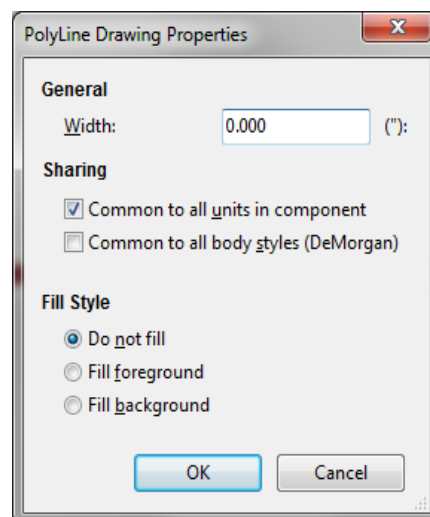 PolyLine Drawing Properties
General
Width: 0.000 ("):
Sharing
Common to all units in component
Common to all body styles (DeMorgan)
Fill Style
Do not fill
Fill foreground
Fill background
OK Cancel